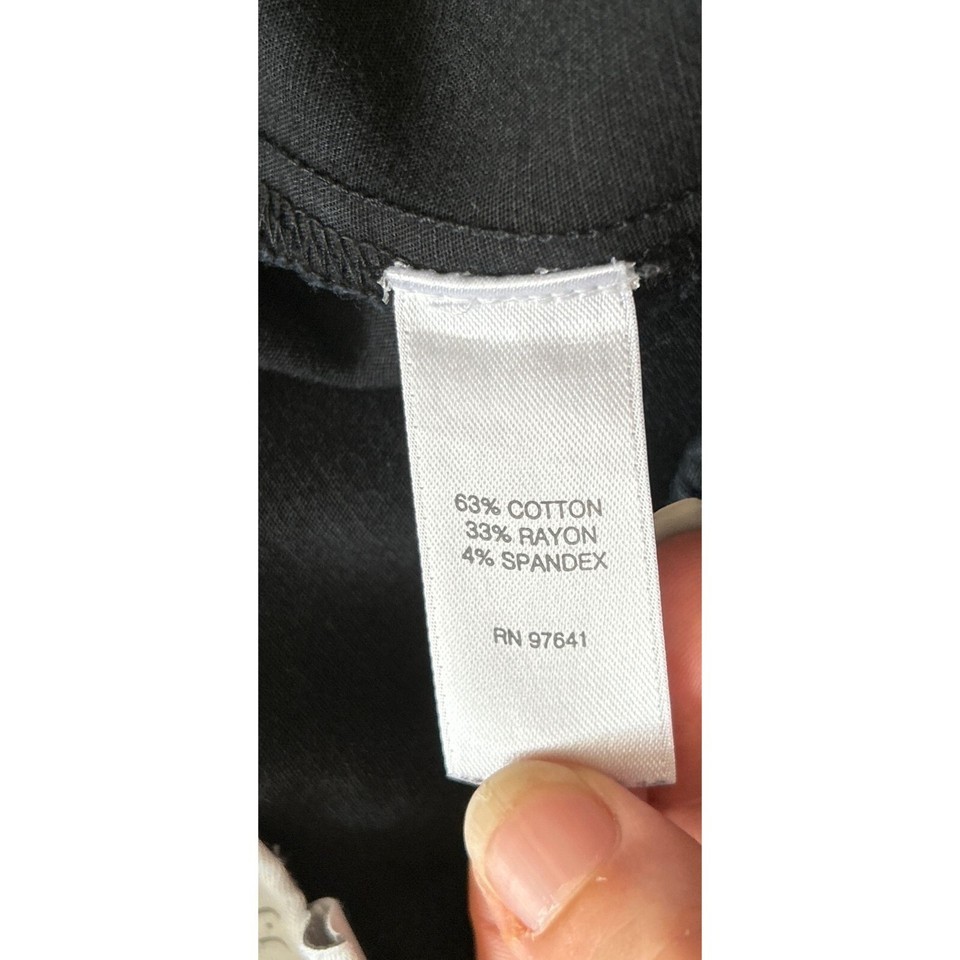 63% COTTON
33% RAYON
4% SPANDEX
RN 97641